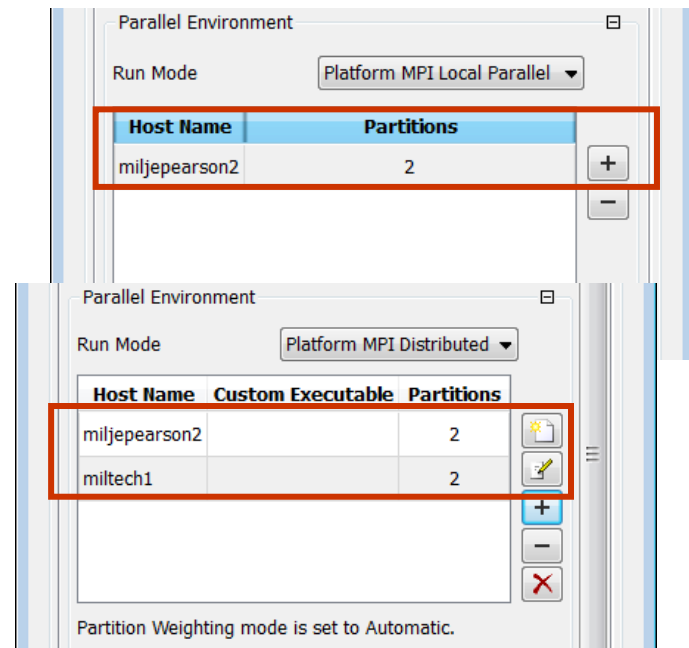 Parallel Environment
Run Mode Platform MPI Local Parallel
Host Name Partitions
miljepearson2 2
Parallel Environment
Run Mode Platform MPI Distributed
Host Name Custom Executable Partitions
miljepearson2 2
miltech1 2
Partition Weighting mode is set to Automatic.